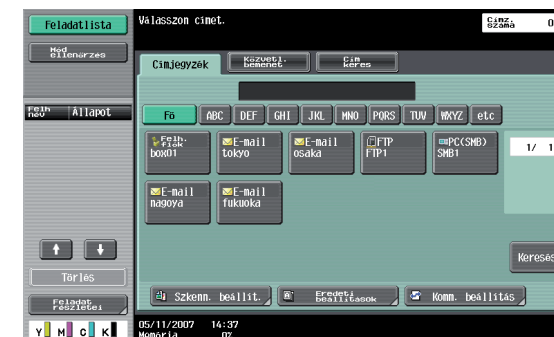 Feladatlista
Mód
ellenőrzés
Felh.
név
Állapot
Törlés
Feladat
részletei
Y M C K
Válasszon címet.
Címz.
száma
0
Címjegyzék
Közvetl.
bemenet
Cím
keres
Fő ABC DEF GHI JKL MNO PQRS TUV WXYZ etc
Felh.
fiók
box01
E-mail
tokyo
E-mail
osaka
FTP
FTP1
PC(SMB)
SMB1
1/ 1
E-mail
nagoya
E-mail
fukuoka
Keresés
Szkenn. beállít.
Eredeti
beállítások
Komm. beállítás
05/11/2007 14:37
Memória 0%